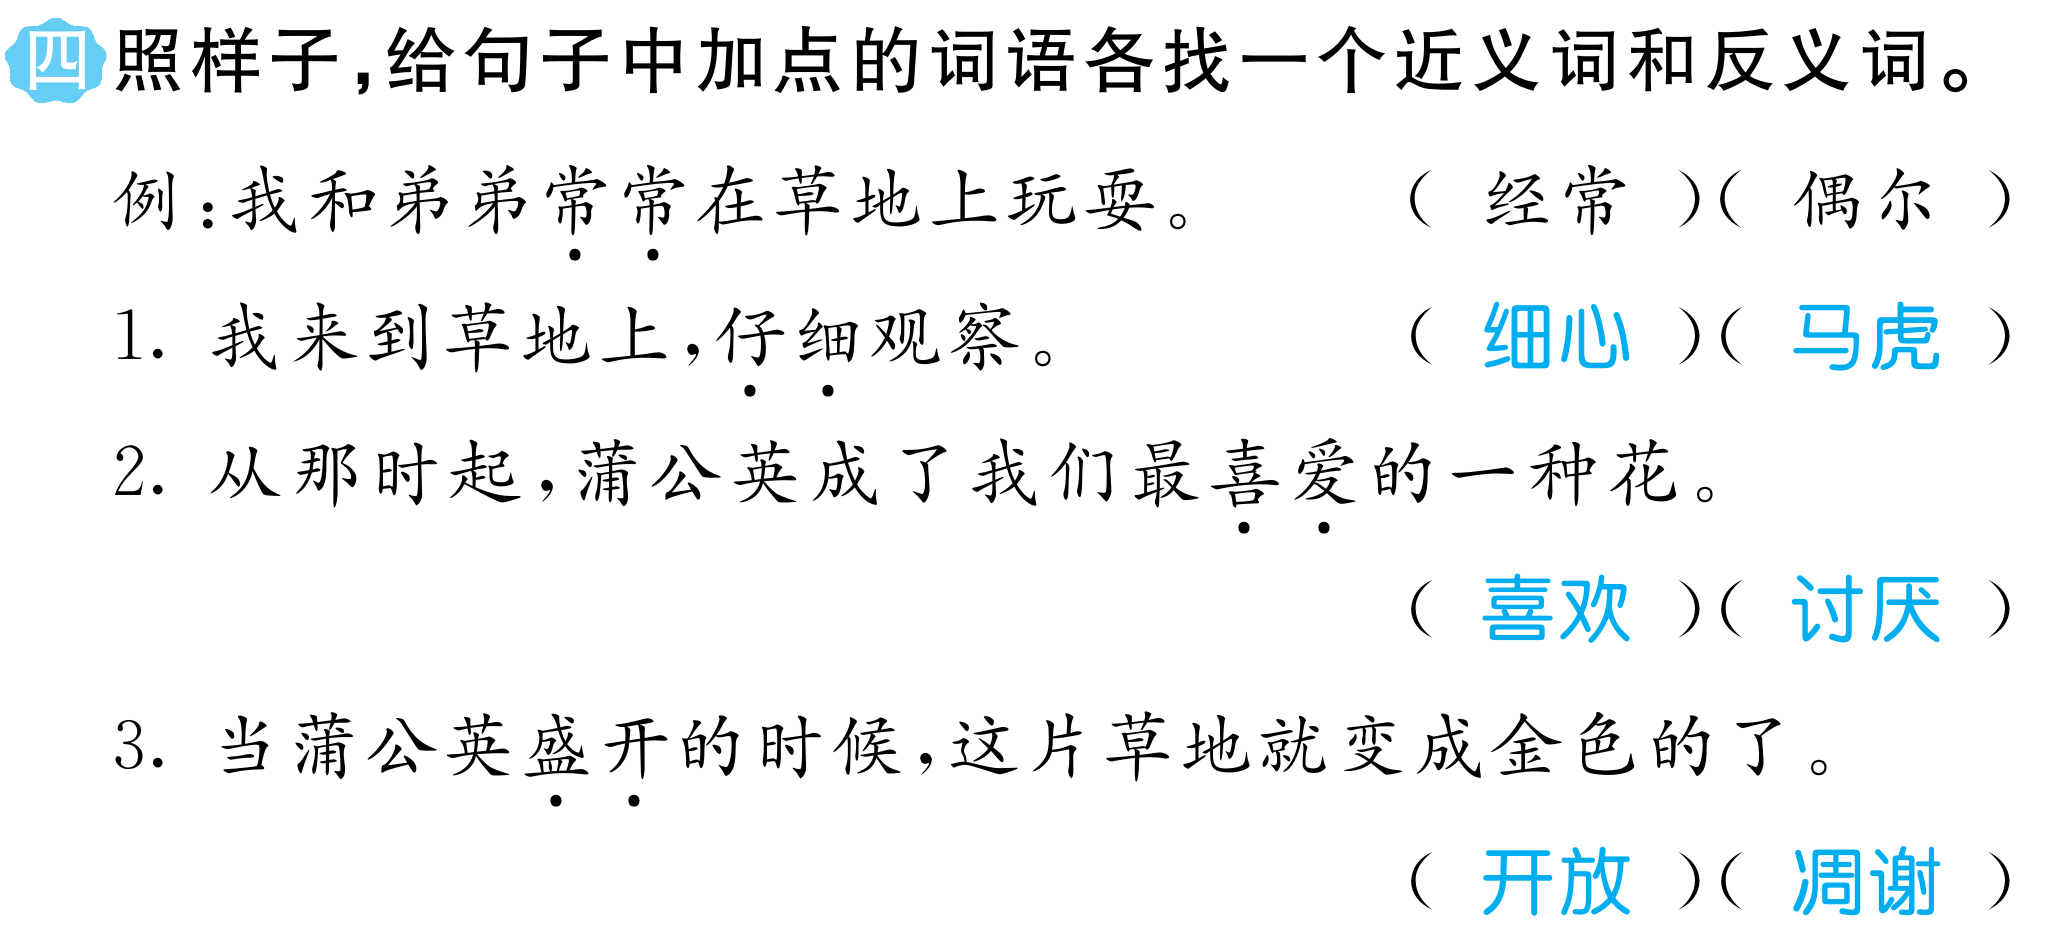 四 照样子,给句子中加点的词语各找一个近义词和反义词。
例:我和弟弟常常在草地上玩耍。 ( 经常 )( 偶尔 )
1. 我来到草地上,仔细观察。 ( 细心 )( 马虎 )
2. 从那时起,蒲公英成了我们最喜爱的一种花。
( 喜欢 )( 讨厌 )
3. 当蒲公英盛开的时候,这片草地就变成金色的了。
( 开放 )( 凋谢 )